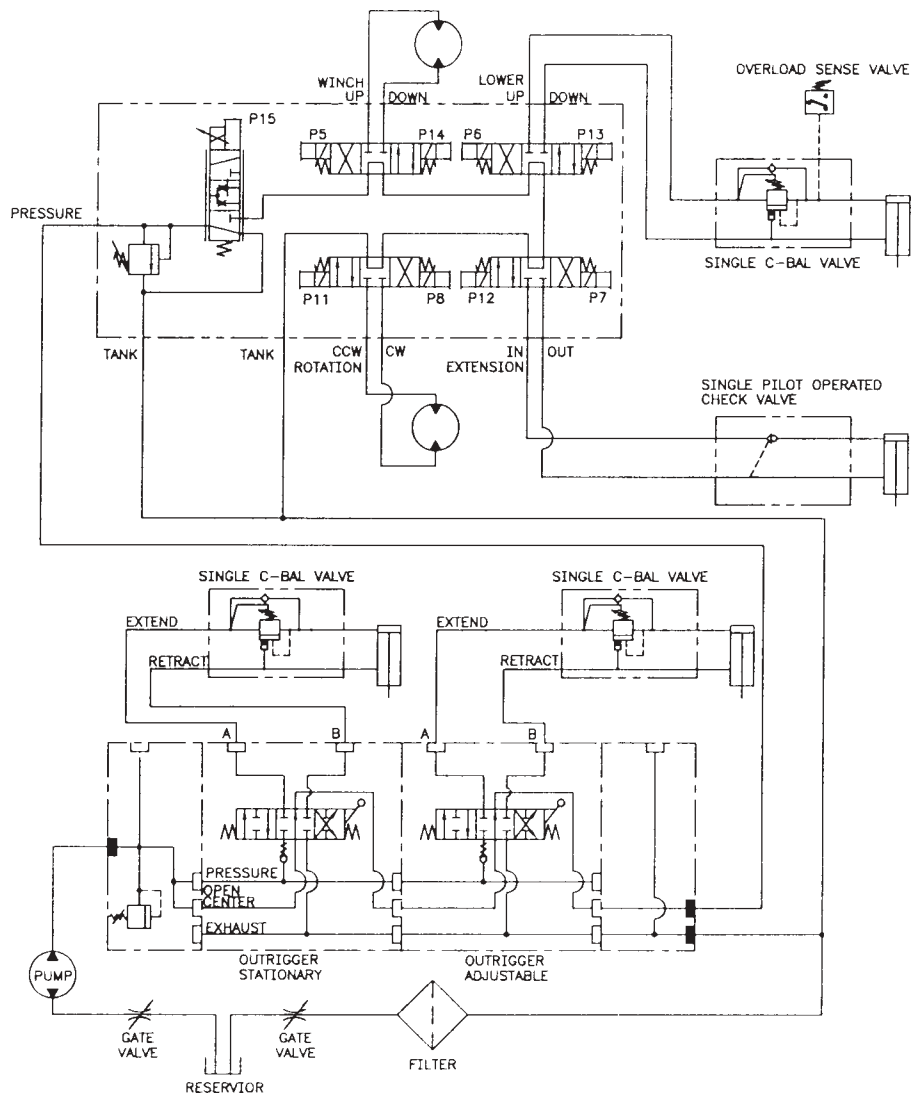 WINCH
UP
DOWN
LOWER
UP
DOWN
OVERLOAD SENSE VALVE
P15
P5
P14
P6
P13
PRESSURE
SINGLE C-BAL VALVE
P11
P8
P12
P7
TANK
TANK
CCW
CW
ROTATION
IN
OUT
EXTENSION
SINGLE PILOT OPERATED
CHECK VALVE
SINGLE C-BAL VALVE
SINGLE C-BAL VALVE
EXTEND
EXTEND
RETRACT
RETRACT
A
B
A
B
PRESSURE
OPEN
CENTER
EXHAUST
OUTRIGGER
STATIONARY
OUTRIGGER
ADJUSTABLE
PUMP
GATE
VALVE
GATE
VALVE
FILTER
RESERVIOR